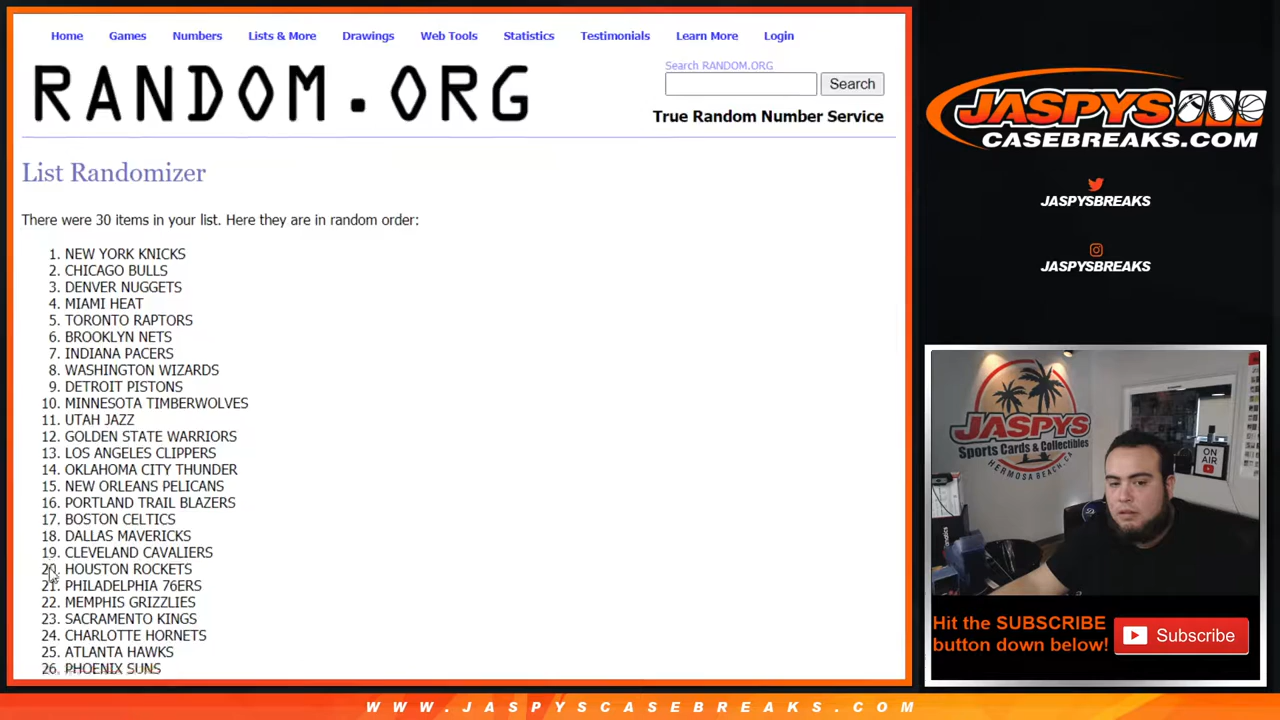 Home Games Numbers Lists & More Drawings Web Tools Statistics Testimonials Learn More Login
RANDOM.ORG
Search RANDOM.ORG
Search
True Random Number Service
List Randomizer
There were 30 items in your list. Here they are in random order:
1. NEW YORK KNICKS
2. CHICAGO BULLS
3. DENVER NUGGETS
4. MIAMI HEAT
5. TORONTO RAPTORS
6. BROOKLYN NETS
7. INDIANA PACERS
8. WASHINGTON WIZARDS
9. DETROIT PISTONS
10. MINNESOTA TIMBERWOLVES
11. UTAH JAZZ
12. GOLDEN STATE WARRIORS
13. LOS ANGELES CLIPPERS
14. OKLAHOMA CITY THUNDER
15. NEW ORLEANS PELICANS
16. PORTLAND TRAIL BLAZERS
17. BOSTON CELTICS
18. DALLAS MAVERICKS
19. CLEVELAND CAVALIERS
20. HOUSTON ROCKETS
21. PHILADELPHIA 76ERS
22. MEMPHIS GRIZZLIES
23. SACRAMENTO KINGS
24. CHARLOTTE HORNETS
25. ATLANTA HAWKS
26. PHOENIX SUNS
JASPYS
CASEBREAKS.COM
JASPYSBREAKS
JASPYSBREAKS
JASPYS
Sports Cards & Collectibles
HERMOSA BEACH, CA
ON AIR
Hit the SUBSCRIBE
button down below!
Subscribe
WWW.JASPYSCASEBREAKS.COM